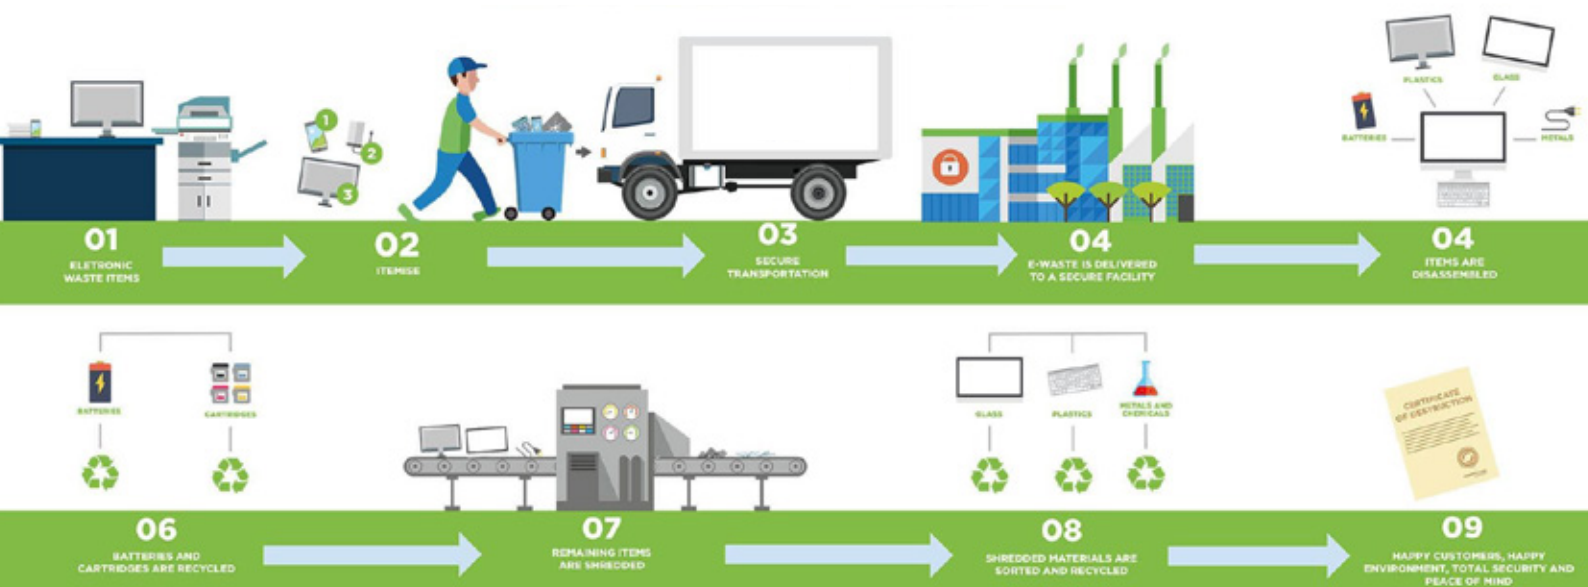 PLASTICS
GLASS
BATTERIES
METALS
1
2
3
01
ELETRONIC
WASTE ITEMS
02
ITEMISE
03
SECURE
TRANSPORTATION
04
E-WASTE IS DELIVERED
TO A SECURE FACILITY
04
ITEMS ARE
DISASSEMBLED
BATTERIES
CARTRIDGES
GLASS
PLASTICS
METALS AND
CHEMICALS
CERTIFICATE
OF DESTRUCTION
06
BATTERIES AND
CARTRIDGES ARE RECYCLED
07
REMAINING ITEMS
ARE SHREDDED
08
SHREDDED MATERIALS ARE
SORTED AND RECYCLED
09
HAPPY CUSTOMERS, HAPPY
ENVIRONMENT, TOTAL SECURITY AND
PEACE OF MIND